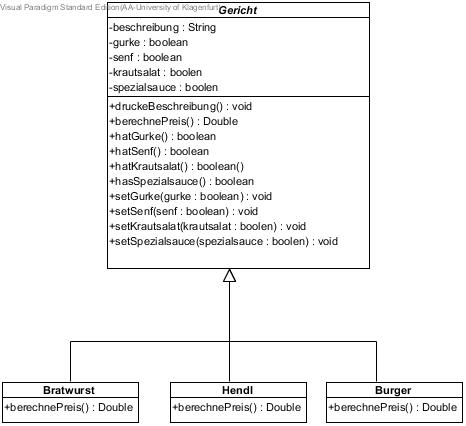 Visual Paradigm Standard Edition(AA-University of Klagenfurt)
Gericht
-beschreibung : String
-gurke : boolean
-senf : boolean
-krautsalat : boolen
-spezialsauce : boolen
+druckeBeschreibung() : void
+berechnePreis() : Double
+hatGurke() : boolean
+hatSenf() : boolean
+hatKrautsalat() : boolean()
+hasSpezialsauce() : boolean
+setGurke(gurke : boolean) : void
+setSenf(senf : boolean) : void
+setKrautsalat(krautsalat : boolen) : void
+setSpezialsauce(spezialsauce : boolen) : void
Bratwurst
+berechnePreis() : Double
Hendl
+berechnePreis() : Double
Burger
+berechnePreis() : Double